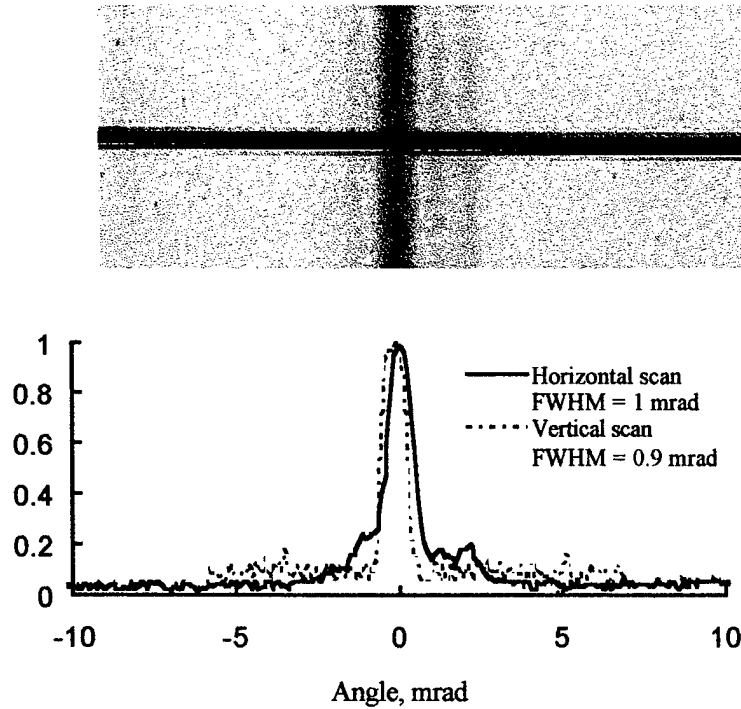 1
0.8
0.6
0.4
0.2
0
-10
-5
0
5
10
Horizontal scan
FWHM = 1 mrad
Vertical scan
FWHM = 0.9 mrad
Angle, mrad